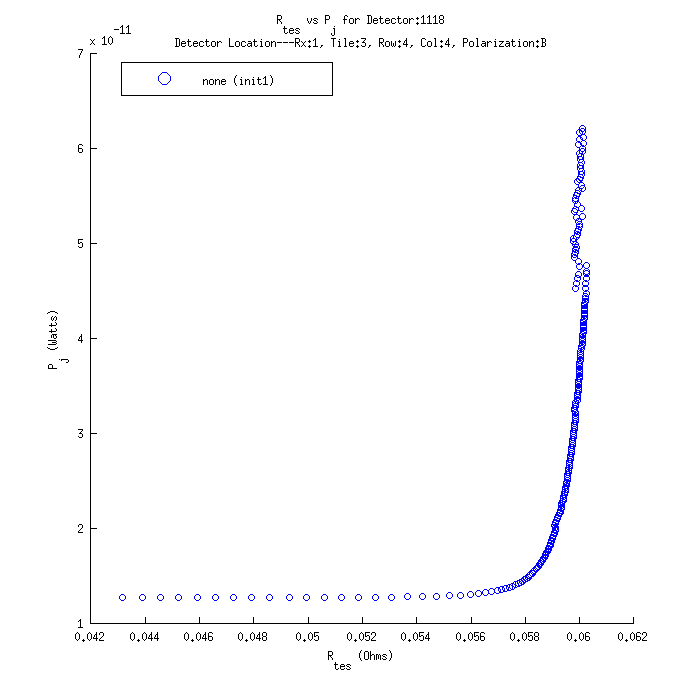 R_tes vs P_j for Detector:1118
Detector Location---Rx:1, Tile:3, Row:4, Col:4, Polarization:B
x 10^-11
none (init1)
7
6
5
4
3
2
1
P_j (Watts)
0.042 0.044 0.046 0.048 0.05 0.052 0.054 0.056 0.058 0.06 0.062
R_tes (Ohms)